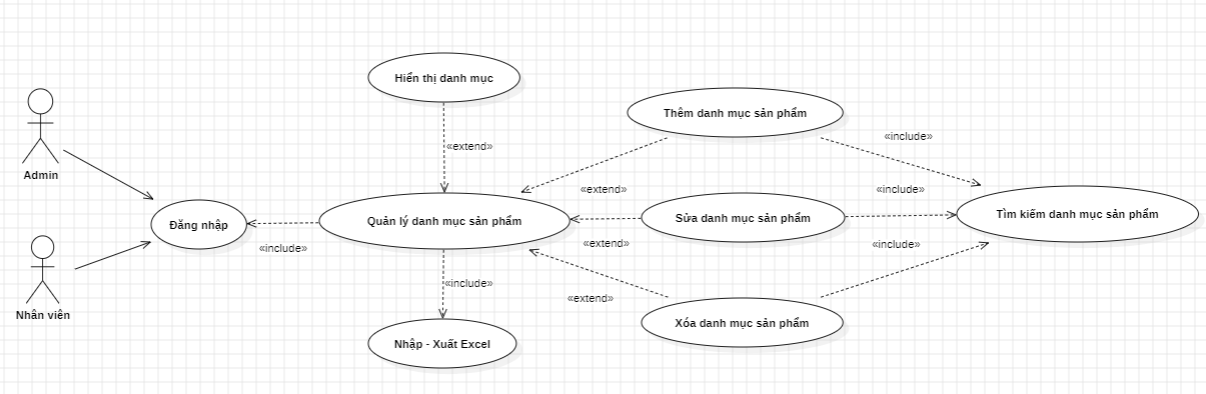 Hiển thị danh mục
Thêm danh mục sản phẩm
«include»
«extend»
Admin
«extend»
«include»
Đăng nhập
Quản lý danh mục sản phẩm
Sửa danh mục sản phẩm
Tìm kiếm danh mục sản phẩm
«include»
«extend»
«include»
«include»
«extend»
Nhân viên
Xóa danh mục sản phẩm
Nhập - Xuất Excel